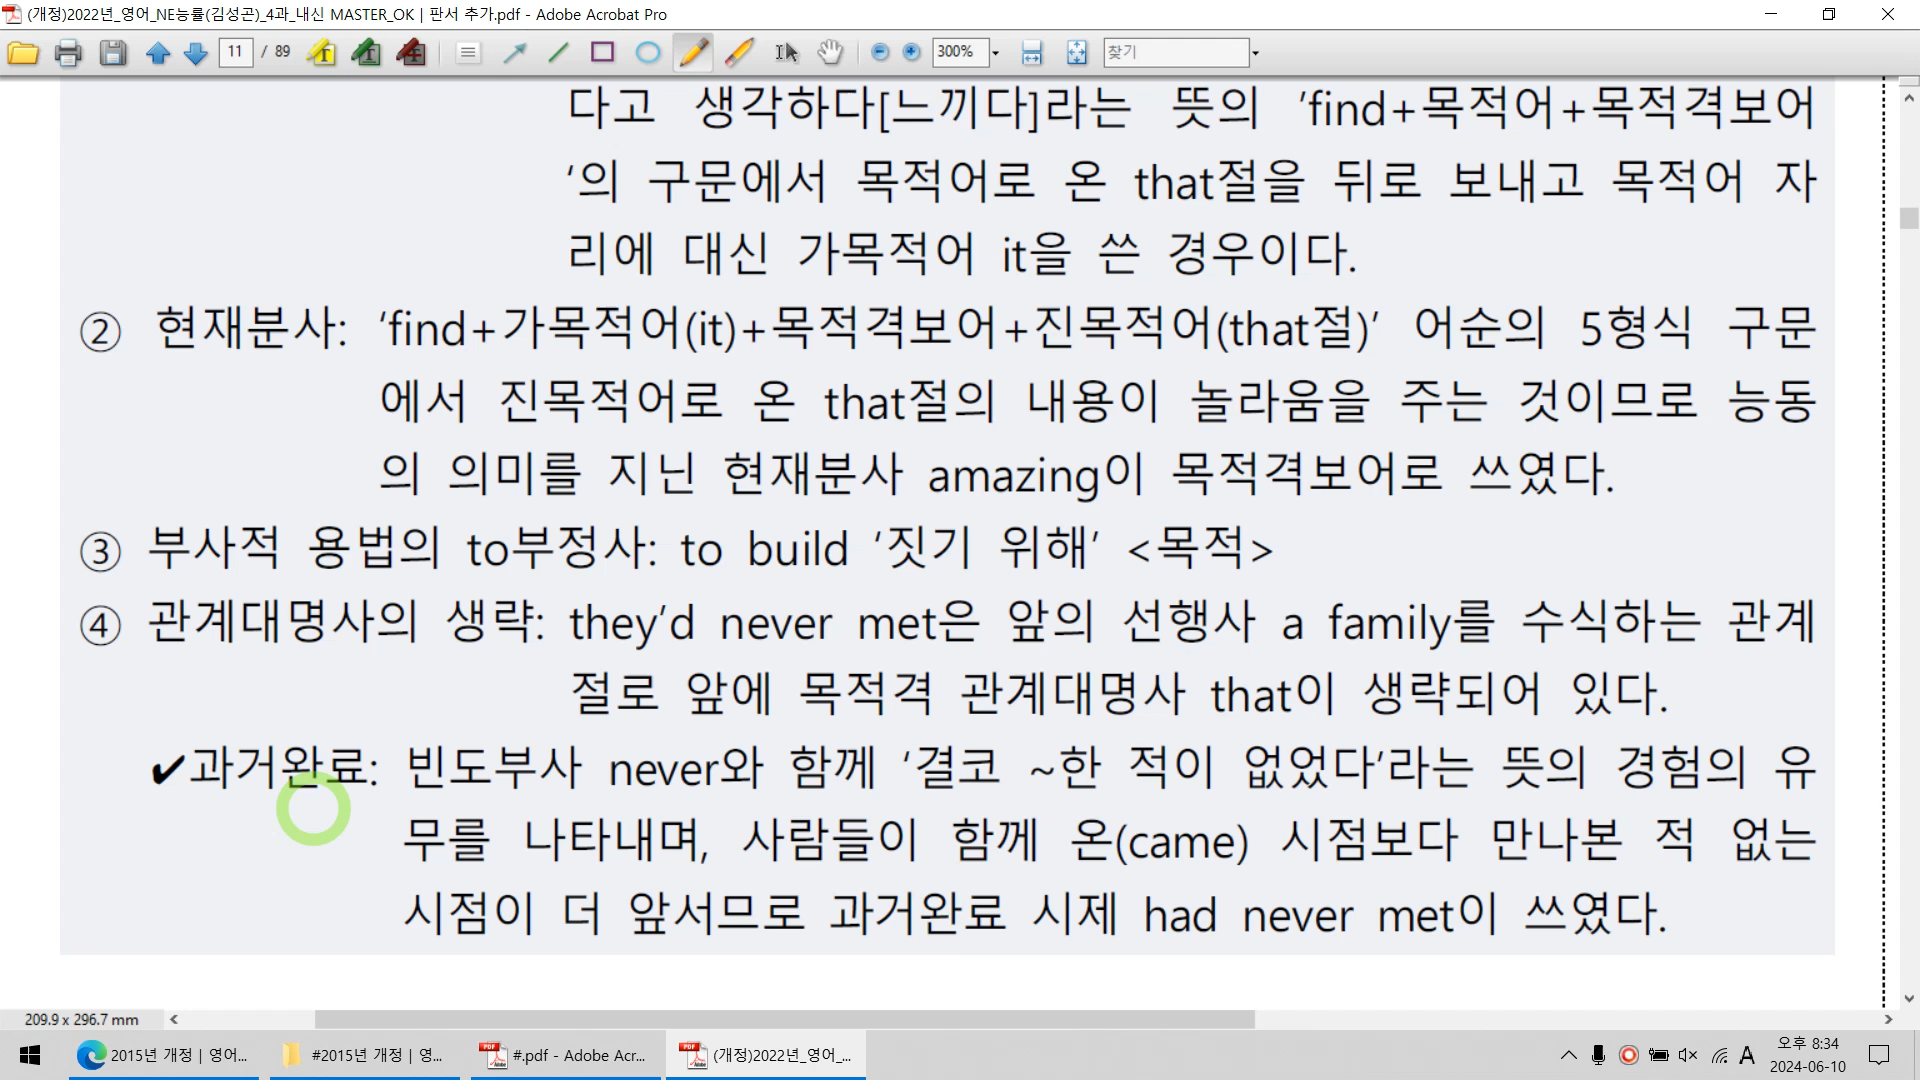 (개정)2022년_영어_NE능률(김성곤)_4과_내신 MASTER_OK | 판서 추가.pdf - Adobe Acrobat Pro
11 / 89 300% 찾기
다고 생각하다[느끼다]라는 뜻의 ’find+목적어+목적격보어
‘의 구문에서 목적어로 온 that절을 뒤로 보내고 목적어 자
리에 대신 가목적어 it을 쓴 경우이다.
② 현재분사: ‘find+가목적어(it)+목적격보어+진목적어(that절)’ 어순의 5형식 구문
에서 진목적어로 온 that절의 내용이 놀라움을 주는 것이므로 능동
의 의미를 지닌 현재분사 amazing이 목적격보어로 쓰였다.
③ 부사적 용법의 to부정사: to build ‘짓기 위해’ <목적>
④ 관계대명사의 생략: they’d never met은 앞의 선행사 a family를 수식하는 관계
절로 앞에 목적격 관계대명사 that이 생략되어 있다.
✔과거완료: 빈도부사 never와 함께 ‘결코 ~한 적이 없었다’라는 뜻의 경험의 유
무를 나타내며, 사람들이 함께 온(came) 시점보다 만나본 적 없는
시점이 더 앞서므로 과거완료 시제 had never met이 쓰였다.
209.9 x 296.7 mm
2015년 개정 | 영어... #2015년 개정 | 영... #.pdf - Adobe Acr... (개정)2022년_영어_... A 오후 8:34
2024-06-10